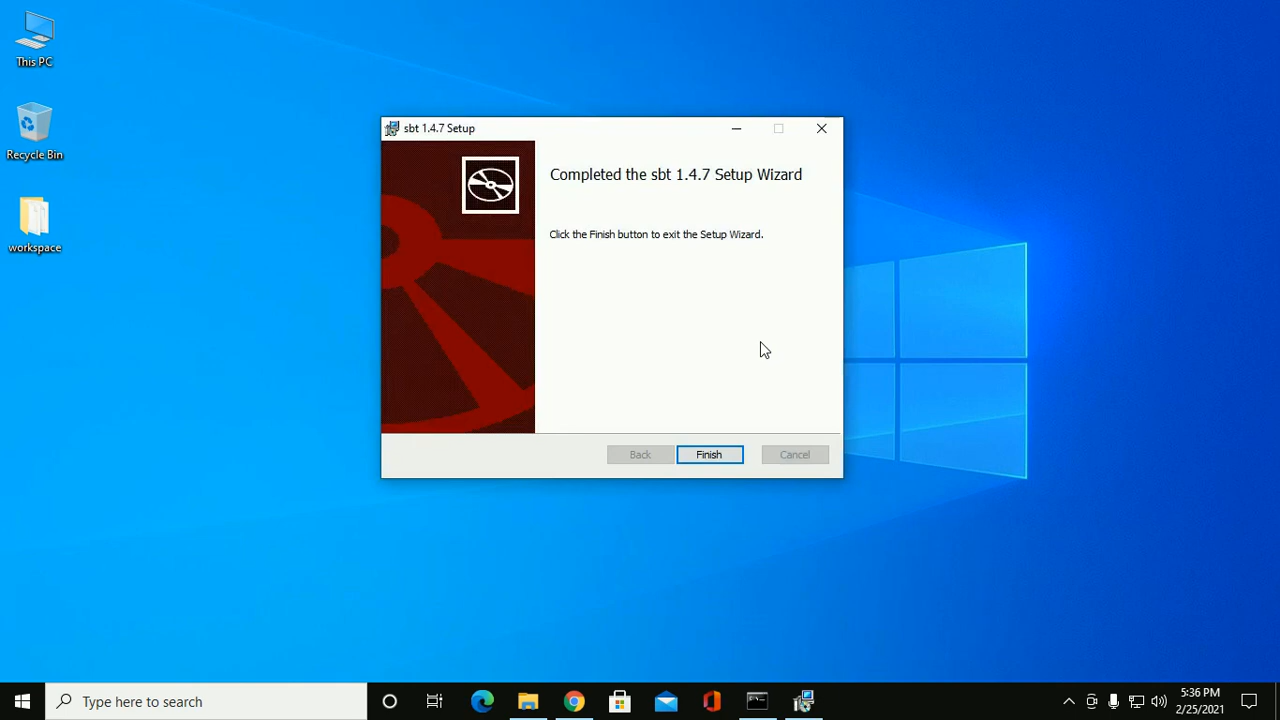 This PC
Recycle Bin
workspace
sbt 1.4.7 Setup
Completed the sbt 1.4.7 Setup Wizard
Click the Finish button to exit the Setup Wizard.
Back
Finish
Cancel
Type here to search
5:36 PM
2/25/2021